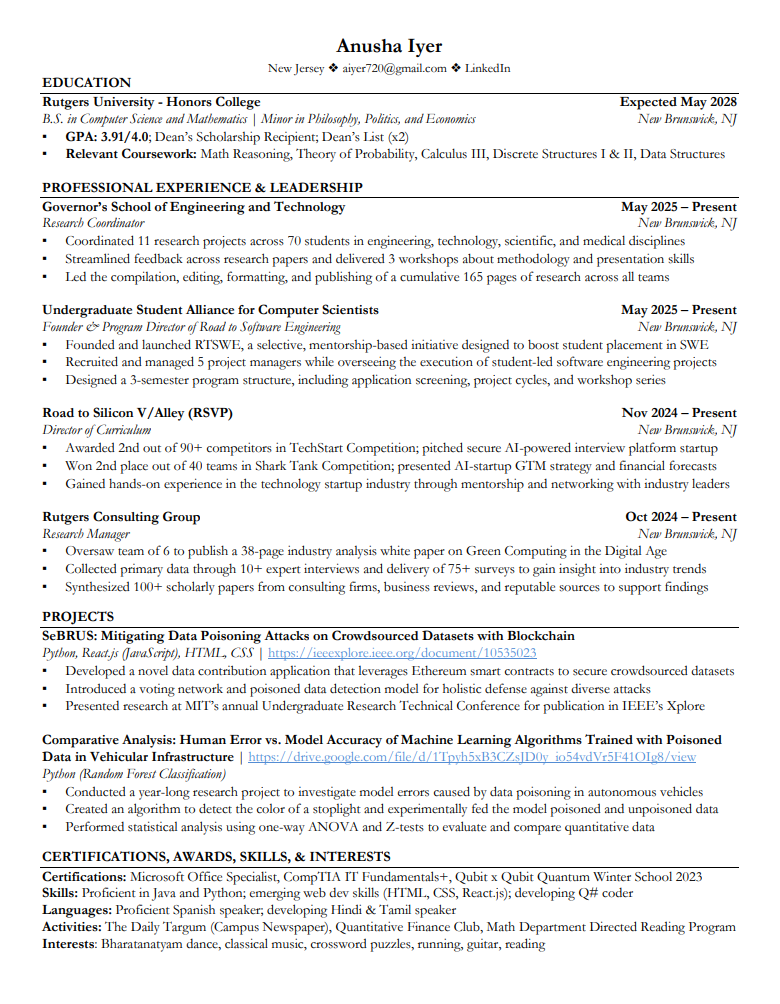 Anusha Iyer
New Jersey ❖ aiyer720@gmail.com ❖ LinkedIn
EDUCATION
Rutgers University - Honors College Expected May 2028
B.S. in Computer Science and Mathematics | Minor in Philosophy, Politics, and Economics New Brunswick, NJ
▪ GPA: 3.91/4.0; Dean's Scholarship Recipient; Dean's List (x2)
▪ Relevant Coursework: Math Reasoning, Theory of Probability, Calculus III, Discrete Structures I & II, Data Structures
PROFESSIONAL EXPERIENCE & LEADERSHIP
Governor's School of Engineering and Technology May 2025 – Present
Research Coordinator New Brunswick, NJ
▪ Coordinated 11 research projects across 70 students in engineering, technology, scientific, and medical disciplines
▪ Streamlined feedback across research papers and delivered 3 workshops about methodology and presentation skills
▪ Led the compilation, editing, formatting, and publishing of a cumulative 165 pages of research across all teams
Undergraduate Student Alliance for Computer Scientists May 2025 – Present
Founder & Program Director of Road to Software Engineering New Brunswick, NJ
▪ Founded and launched RTSWE, a selective, mentorship-based initiative designed to boost student placement in SWE
▪ Recruited and managed 5 project managers while overseeing the execution of student-led software engineering projects
▪ Designed a 3-semester program structure, including application screening, project cycles, and workshop series
Road to Silicon V/Alley (RSVP) Nov 2024 – Present
Director of Curriculum New Brunswick, NJ
▪ Awarded 2nd out of 90+ competitors in TechStart Competition; pitched secure AI-powered interview platform startup
▪ Won 2nd place out of 40 teams in Shark Tank Competition; presented AI-startup GTM strategy and financial forecasts
▪ Gained hands-on experience in the technology startup industry through mentorship and networking with industry leaders
Rutgers Consulting Group Oct 2024 – Present
Research Manager New Brunswick, NJ
▪ Oversaw team of 6 to publish a 38-page industry analysis white paper on Green Computing in the Digital Age
▪ Collected primary data through 10+ expert interviews and delivery of 75+ surveys to gain insight into industry trends
▪ Synthesized 100+ scholarly papers from consulting firms, business reviews, and reputable sources to support findings
PROJECTS
SeBRUS: Mitigating Data Poisoning Attacks on Crowdsourced Datasets with Blockchain
Python, React.js (JavaScript), HTML, CSS | https://ieeexplore.ieee.org/document/10535023
▪ Developed a novel data contribution application that leverages Ethereum smart contracts to secure crowdsourced datasets
▪ Introduced a voting network and poisoned data detection model for holistic defense against diverse attacks
▪ Presented research at MIT's annual Undergraduate Research Technical Conference for publication in IEEE's Xplore
Comparative Analysis: Human Error vs. Model Accuracy of Machine Learning Algorithms Trained with Poisoned
Data in Vehicular Infrastructure | https://drive.google.com/file/d/1Tpyh5xB3CZsJD0y_io54vdVr5F41OIg8/view
Python (Random Forest Classification)
▪ Conducted a year-long research project to investigate model errors caused by data poisoning in autonomous vehicles
▪ Created an algorithm to detect the color of a stoplight and experimentally fed the model poisoned and unpoisoned data
▪ Performed statistical analysis using one-way ANOVA and Z-tests to evaluate and compare quantitative data
CERTIFICATIONS, AWARDS, SKILLS, & INTERESTS
Certifications: Microsoft Office Specialist, CompTIA IT Fundamentals+, Qubit x Qubit Quantum Winter School 2023
Skills: Proficient in Java and Python; emerging web dev skills (HTML, CSS, React.js); developing Q# coder
Languages: Proficient Spanish speaker; developing Hindi & Tamil speaker
Activities: The Daily Targum (Campus Newspaper), Quantitative Finance Club, Math Department Directed Reading Program
Interests: Bharatanatyam dance, classical music, crossword puzzles, running, guitar, reading